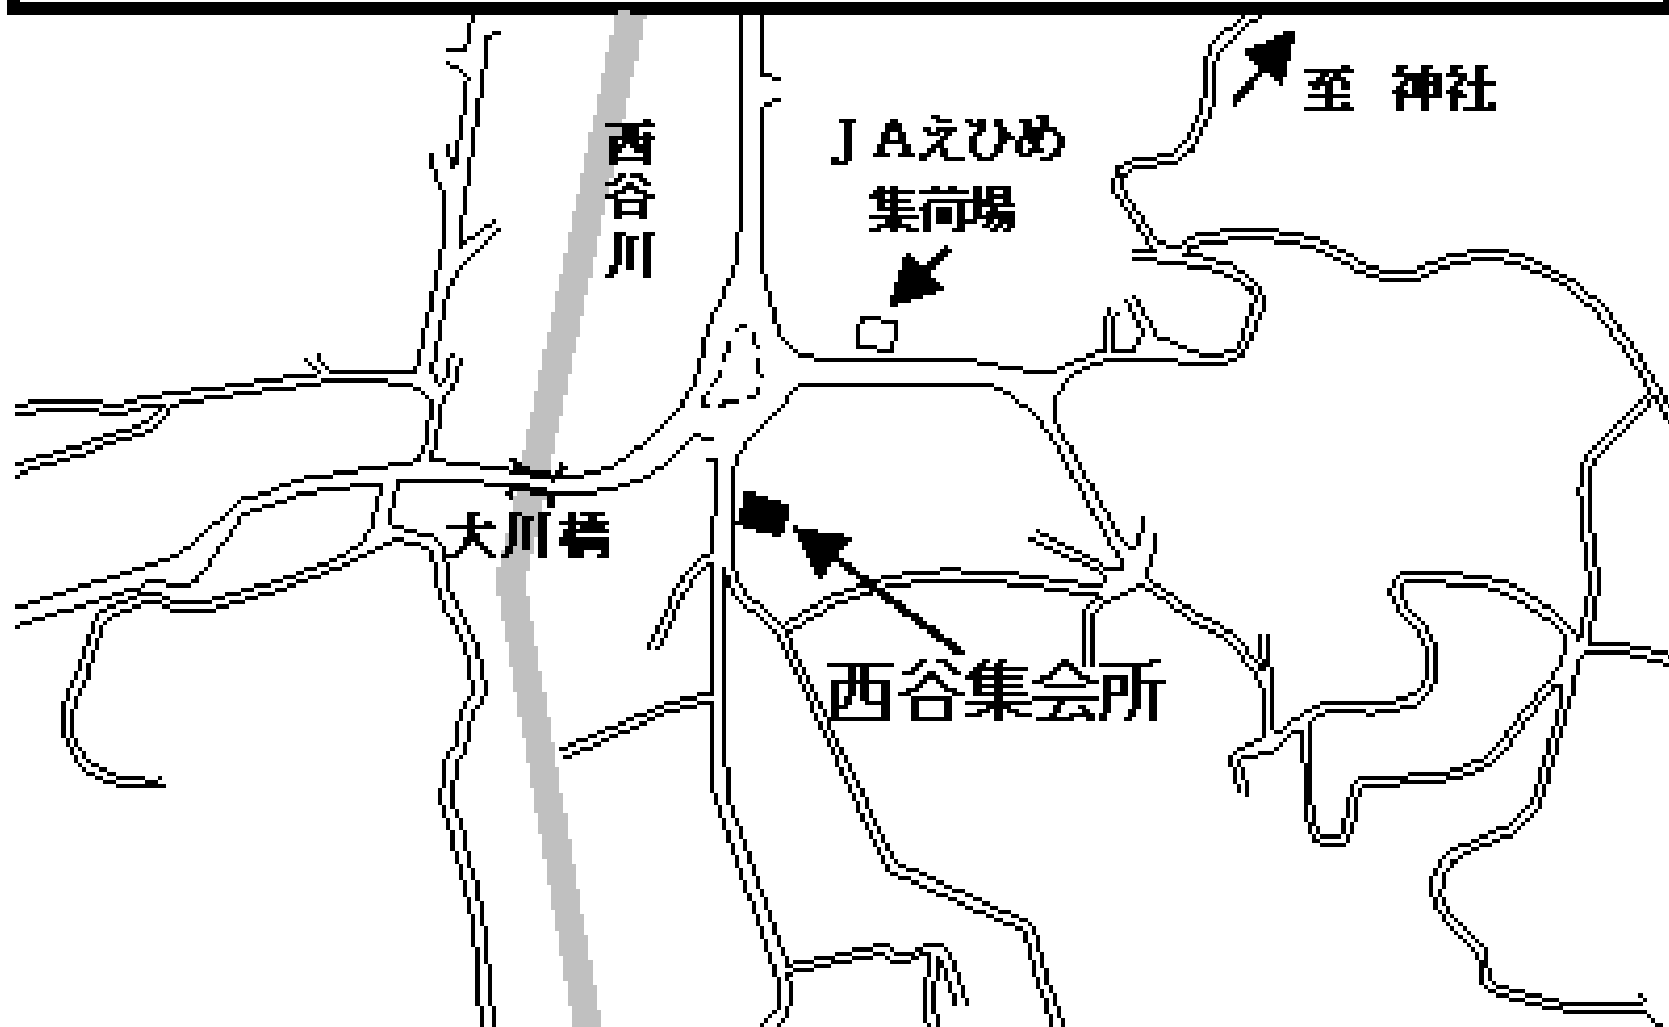 至 神社
JAえひめ
集荷場
西谷川
大川橋
西谷集会所